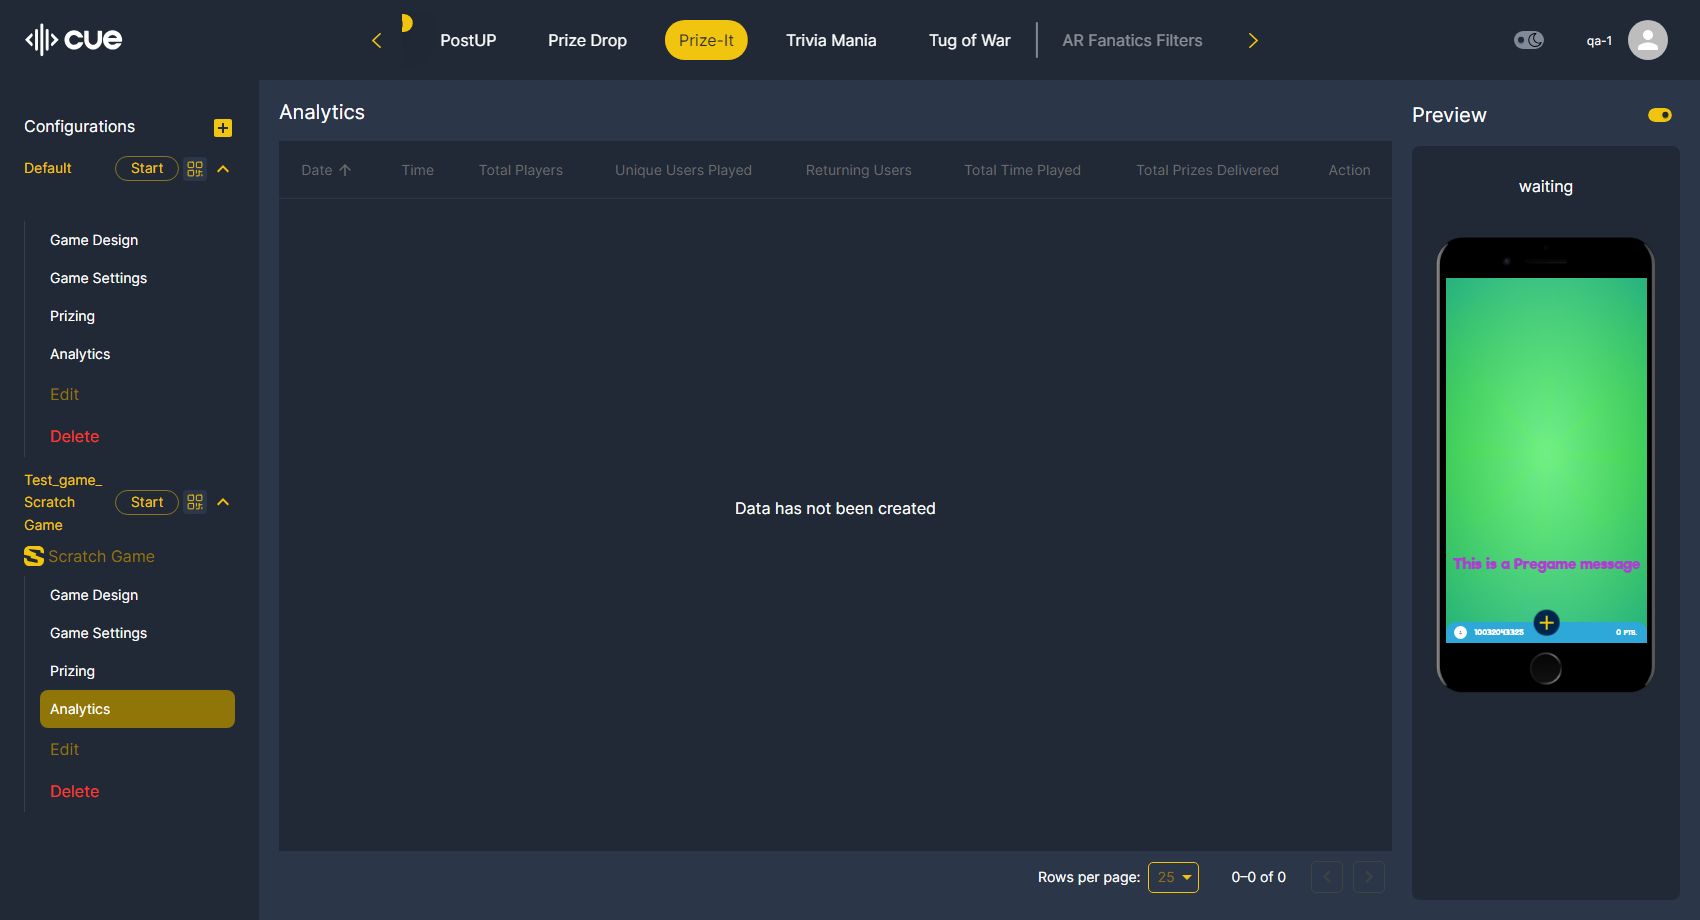 cue
PostUP
Prize Drop
Prize-It
Trivia Mania
Tug of War
AR Fanatics Filters
qa-1
Configurations
Default
Start
Game Design
Game Settings
Prizing
Analytics
Edit
Delete
Test_game_
Scratch
Game
Start
Scratch Game
Game Design
Game Settings
Prizing
Analytics
Edit
Delete
Analytics
Date
Time
Total Players
Unique Users Played
Returning Users
Total Time Played
Total Prizes Delivered
Action
Data has not been created
Rows per page: 25
0–0 of 0
Preview
waiting
This is a Pregame message
10032043325
0 PTS.